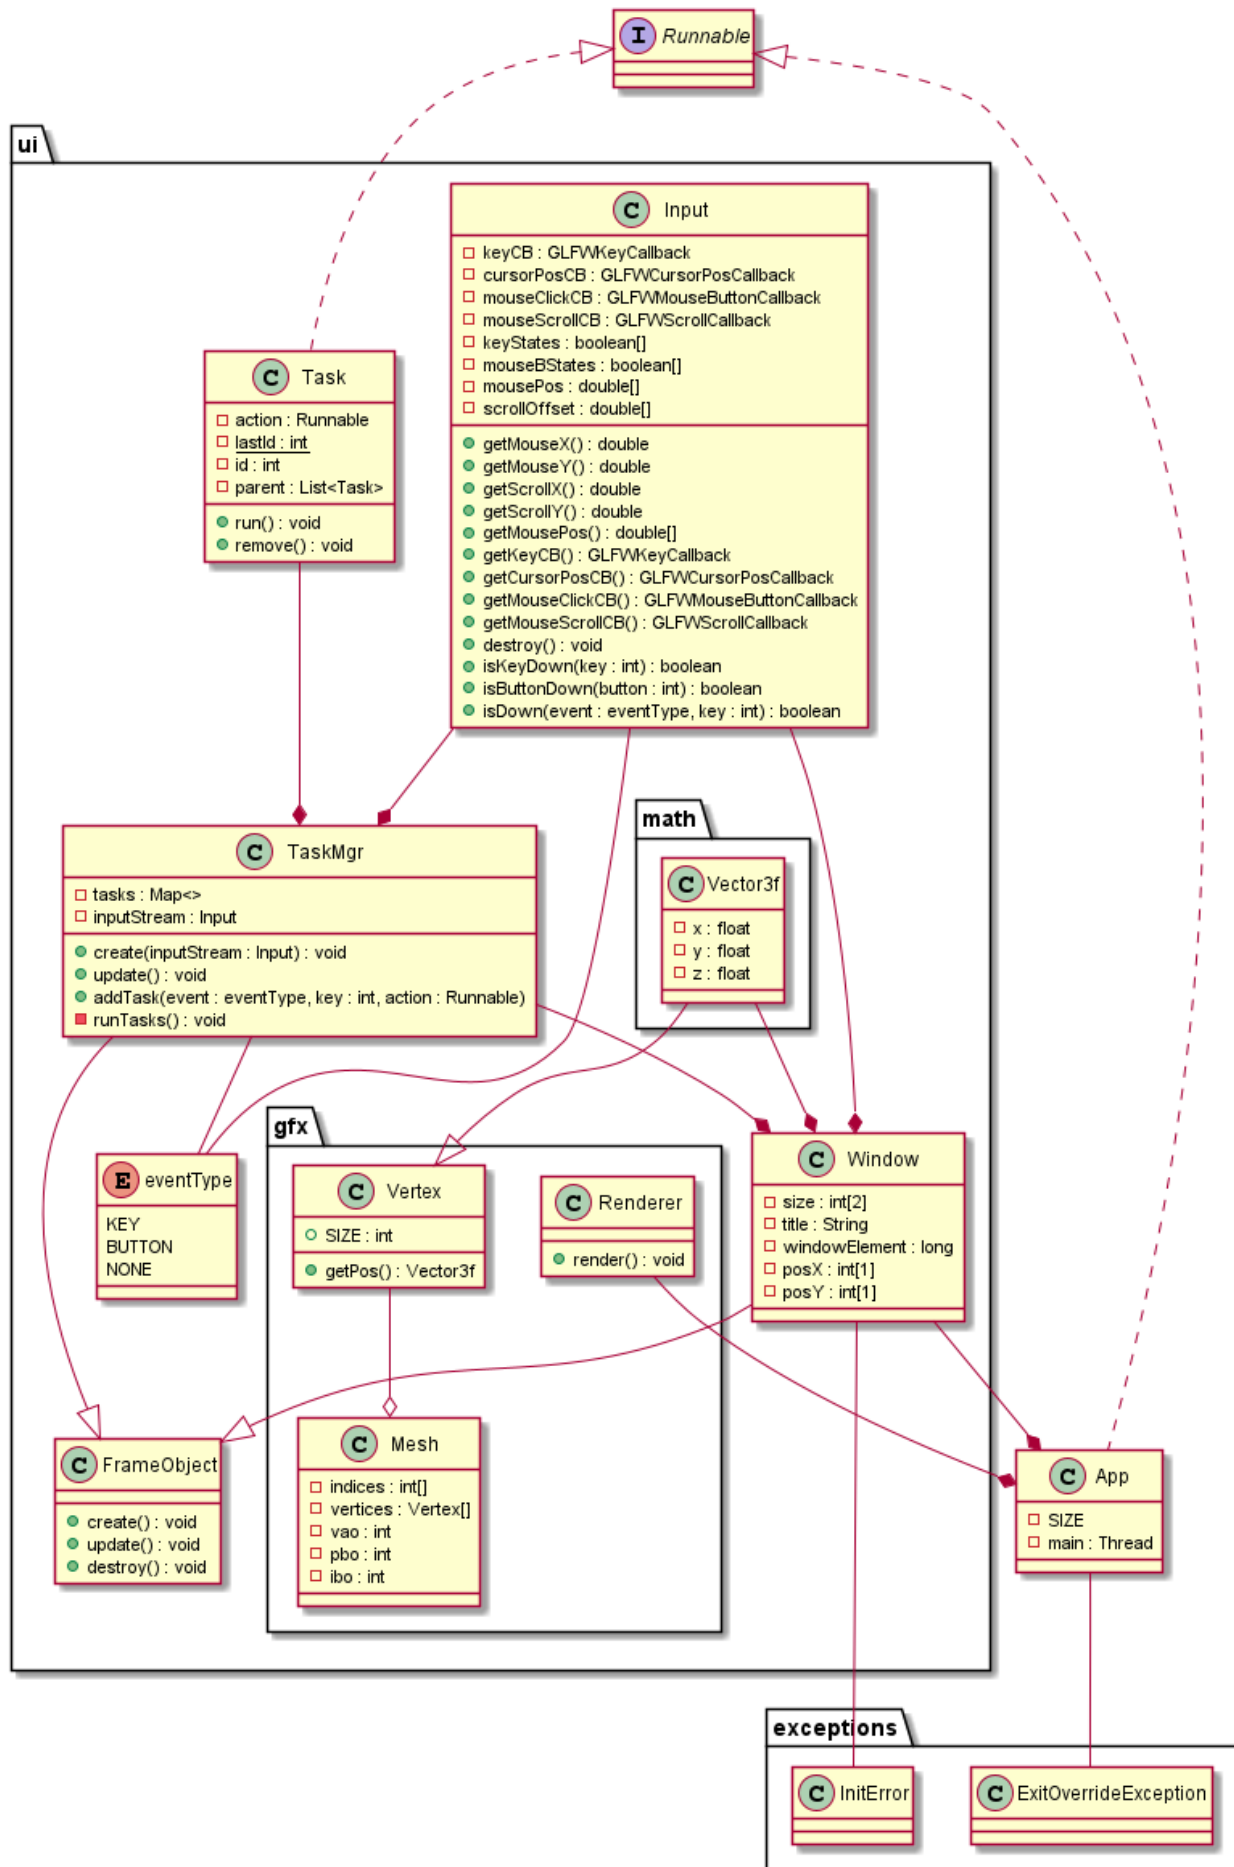 I Runnable
ui
C Input
keyCB : GLFWKeyCallback
cursorPosCB : GLFWCursorPosCallback
mouseClickCB : GLFWMouseButtonCallback
mouseScrollCB : GLFWScrollCallback
keyStates : boolean[]
mouseBStates : boolean[]
mousePos : double[]
scrollOffset : double[]
getMouseX() : double
getMouseY() : double
getScrollX() : double
getScrollY() : double
getMousePos() : double[]
getKeyCB() : GLFWKeyCallback
getCursorPosCB() : GLFWCursorPosCallback
getMouseClickCB() : GLFWMouseButtonCallback
getMouseScrollCB() : GLFWScrollCallback
destroy() : void
isKeyDown(key : int) : boolean
isButtonDown(button : int) : boolean
isDown(event : eventType, key : int) : boolean
C Task
action : Runnable
lastId : int
id : int
parent : List<Task>
run() : void
remove() : void
C TaskMgr
tasks : Map<>
inputStream : Input
create(inputStream : Input) : void
update() : void
addTask(event : eventType, key : int, action : Runnable)
runTasks() : void
math
C Vector3f
x : float
y : float
z : float
E eventType
KEY
BUTTON
NONE
gfx
C Vertex
SIZE : int
getPos() : Vector3f
C Renderer
render() : void
C Window
size : int[2]
title : String
windowElement : long
posX : int[1]
posY : int[1]
C FrameObject
create() : void
update() : void
destroy() : void
C Mesh
indices : int[]
vertices : Vertex[]
vao : int
pbo : int
ibo : int
C App
SIZE
main : Thread
exceptions
C InitError
C ExitOverrideException